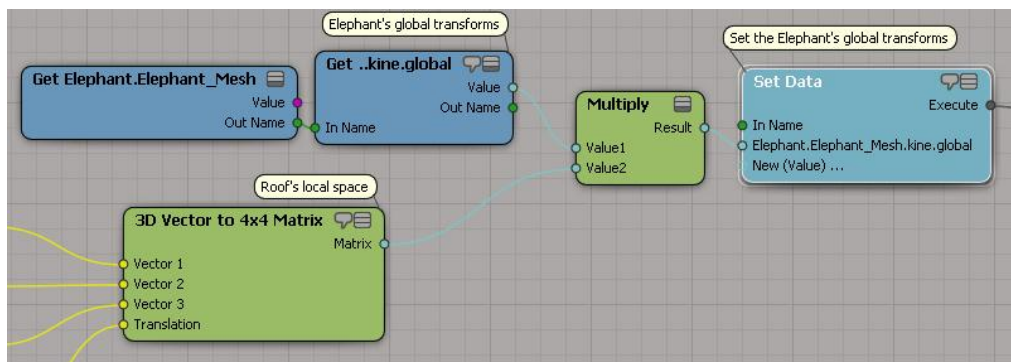 Elephant's global transforms
Set the Elephant's global transforms
Get Elephant.Elephant_Mesh
Value
Out Name
Get ..kine.global
Value
Out Name
In Name
Multiply
Result
Value1
Value2
Set Data
Execute
In Name
Elephant.Elephant_Mesh.kine.global
New (Value) ...
Roof's local space
3D Vector to 4x4 Matrix
Matrix
Vector 1
Vector 2
Vector 3
Translation